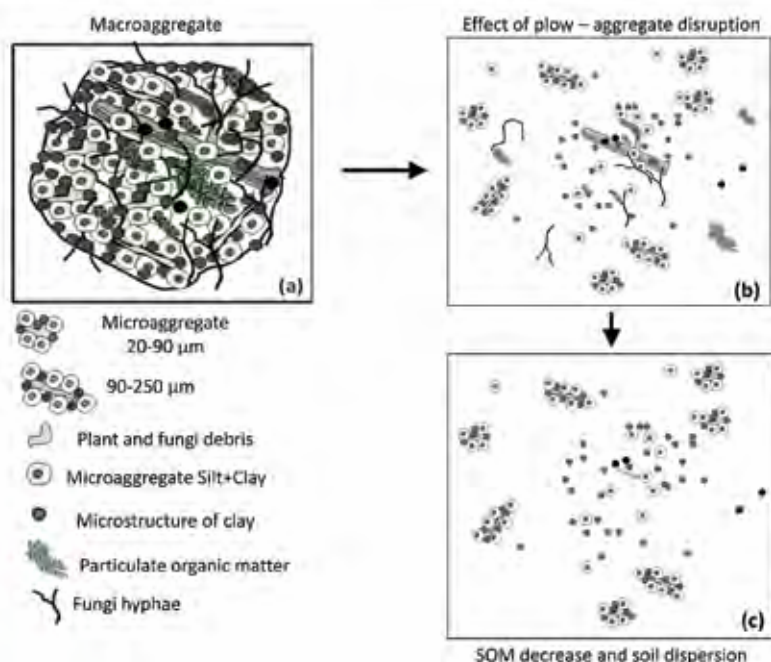 Macroaggregate
Effect of plow – aggregate disruption
(a)
(b)
Microaggregate
20-90 µm
90-250 µm
Plant and fungi debris
Microaggregate Silt+Clay
Microstructure of clay
Particulate organic matter
Fungi hyphae
(c)
SOM decrease and soil dispersion